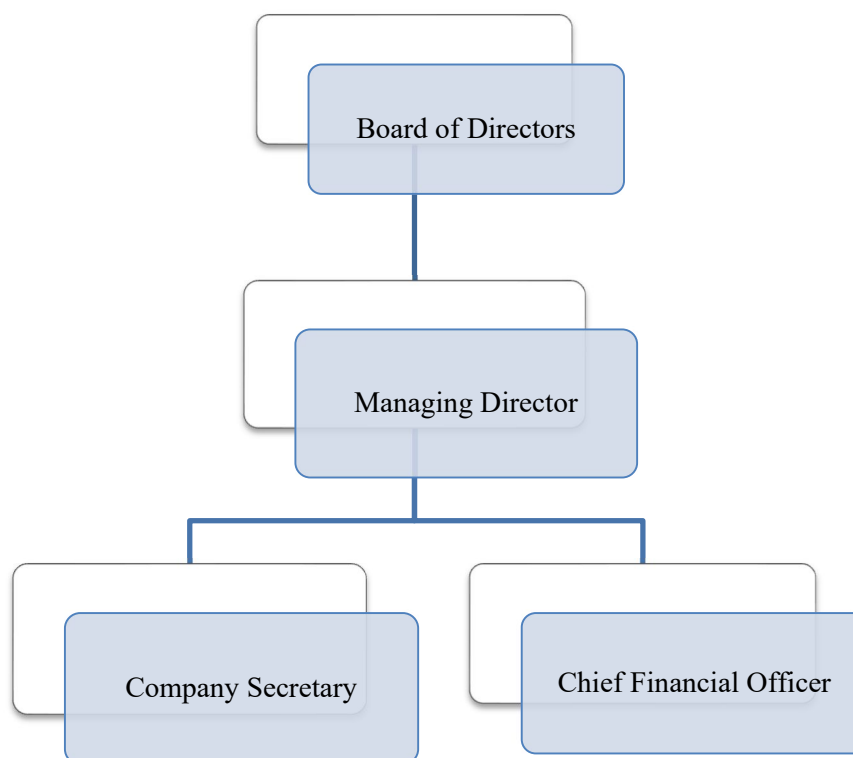 Board of Directors
Managing Director
Company Secretary
Chief Financial Officer